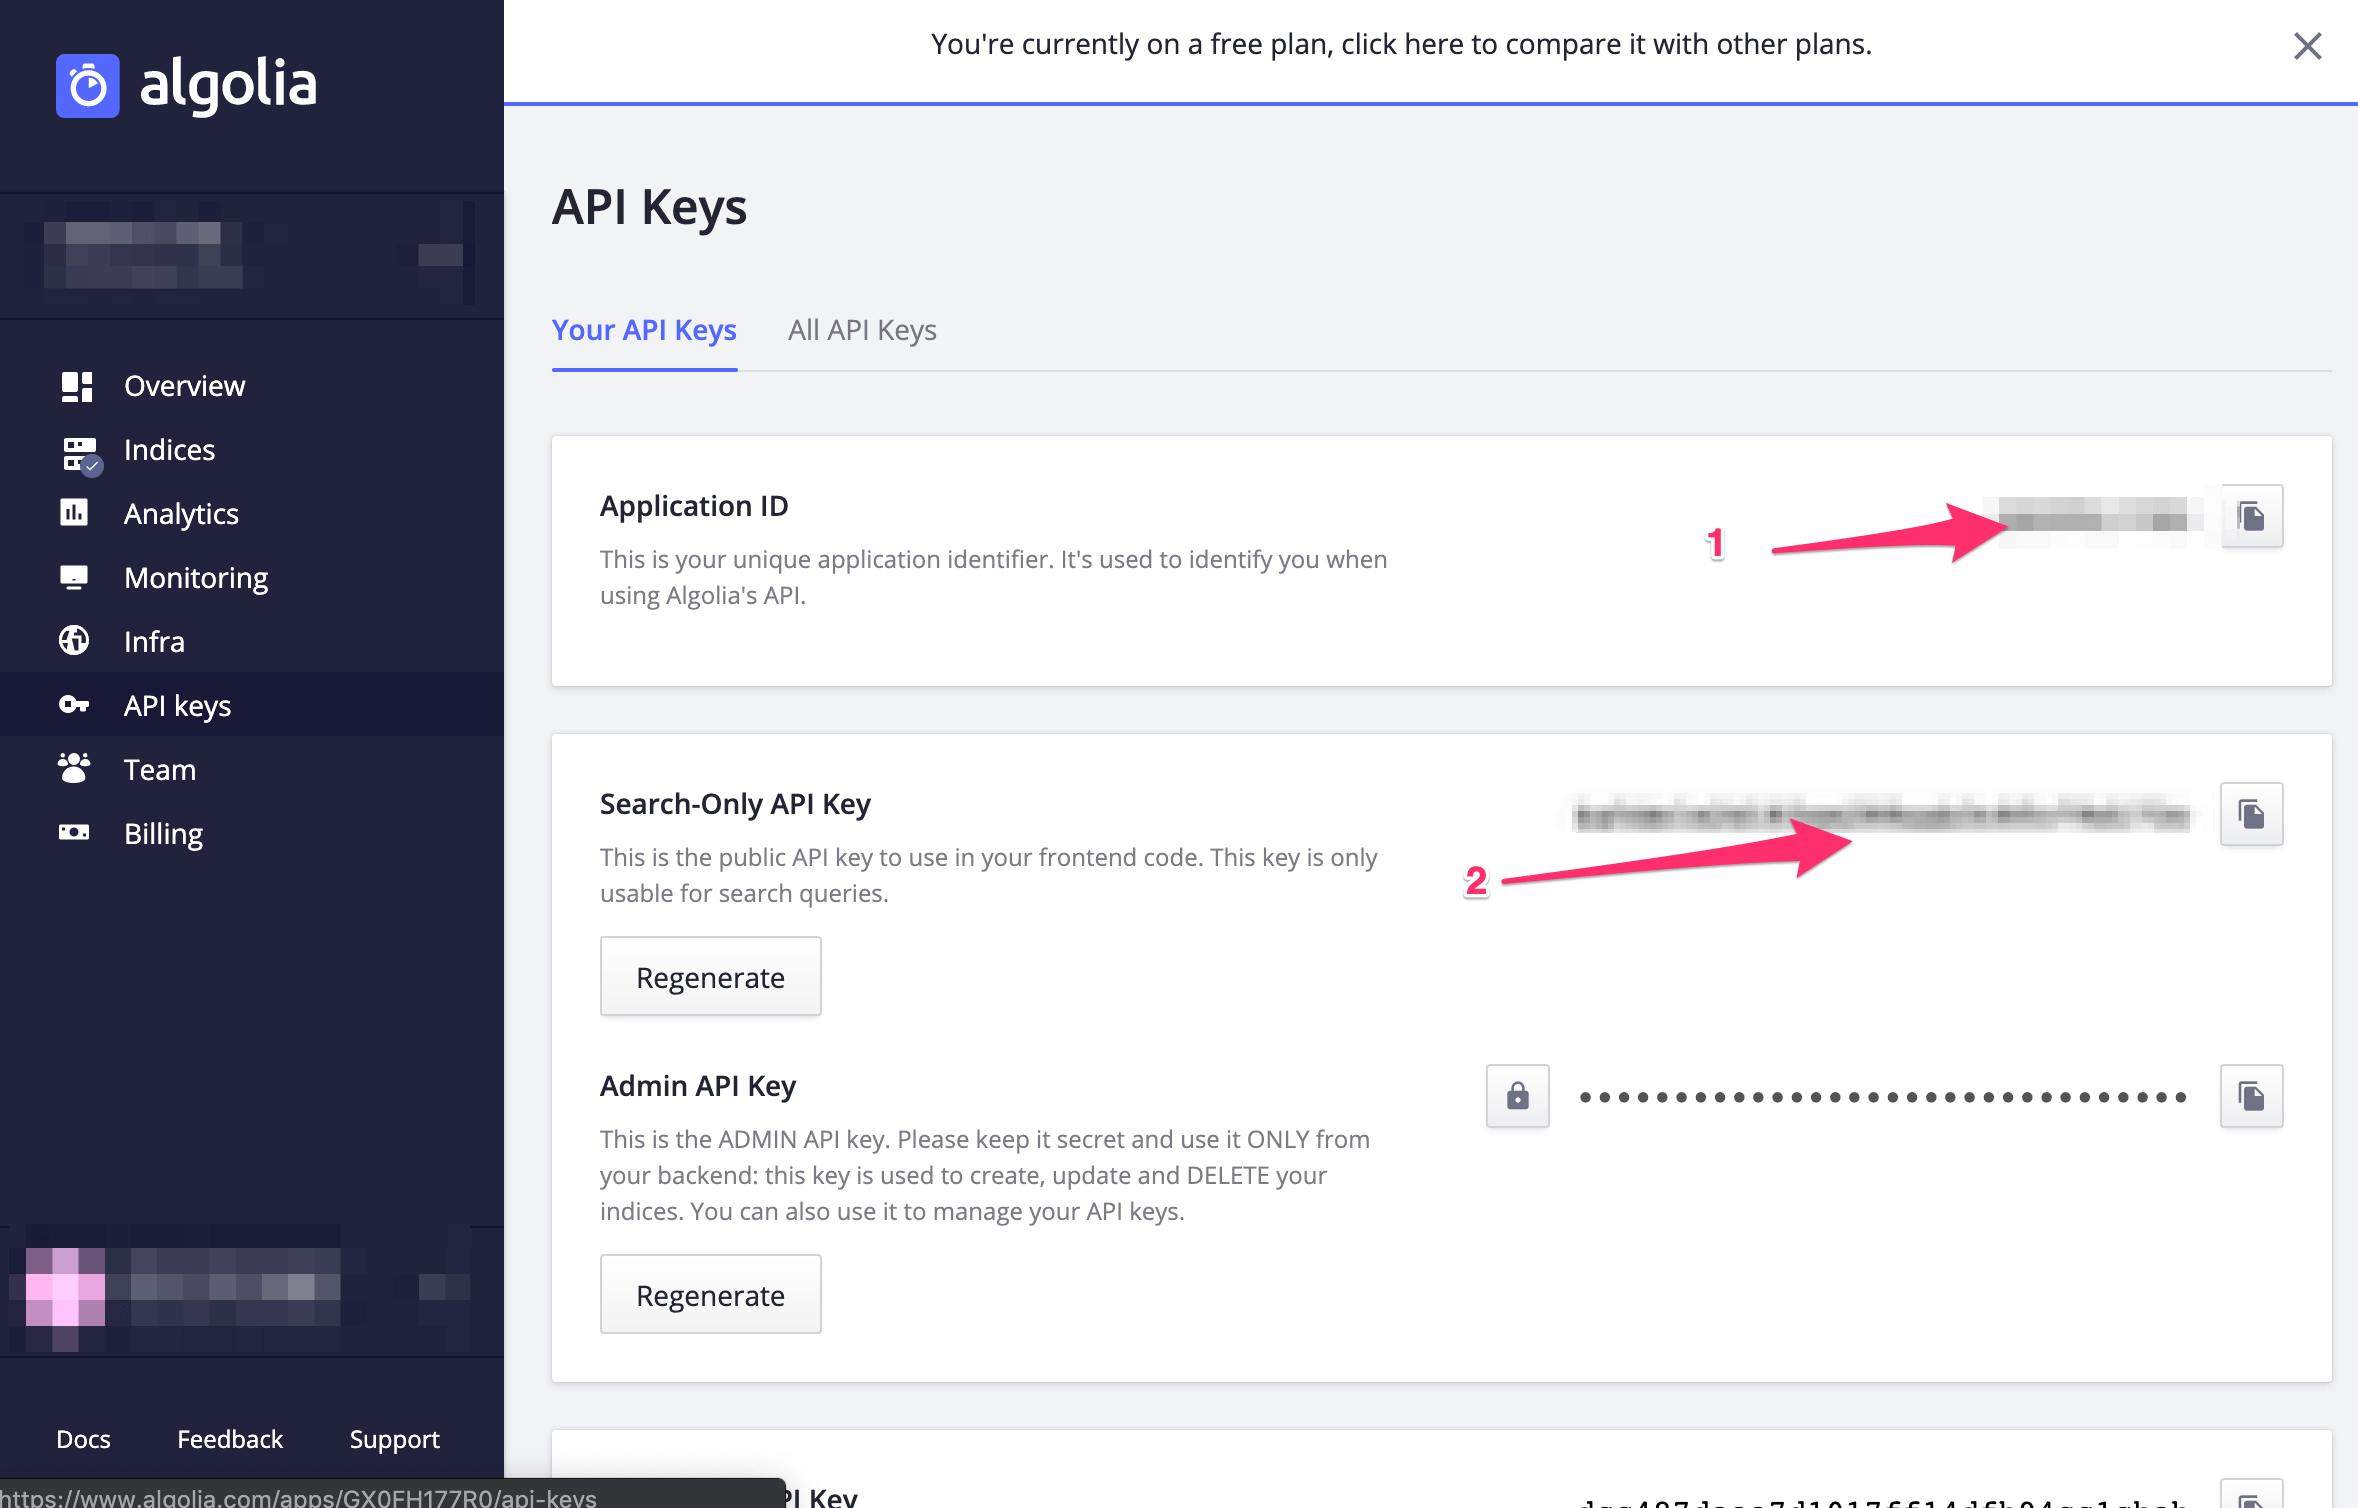 algolia
Overview
Indices
Analytics
Monitoring
Infra
API keys
Team
Billing
Docs Feedback Support
https://www.algolia.com/apps/GX0FH177R0/api-keys
You're currently on a free plan, click here to compare it with other plans.
API Keys
Your API Keys All API Keys
Application ID
This is your unique application identifier. It's used to identify you when
using Algolia's API.
1
Search-Only API Key
This is the public API key to use in your frontend code. This key is only
usable for search queries.
2
Regenerate
Admin API Key
This is the ADMIN API key. Please keep it secret and use it ONLY from
your backend: this key is used to create, update and DELETE your
indices. You can also use it to manage your API keys.
Regenerate
Key